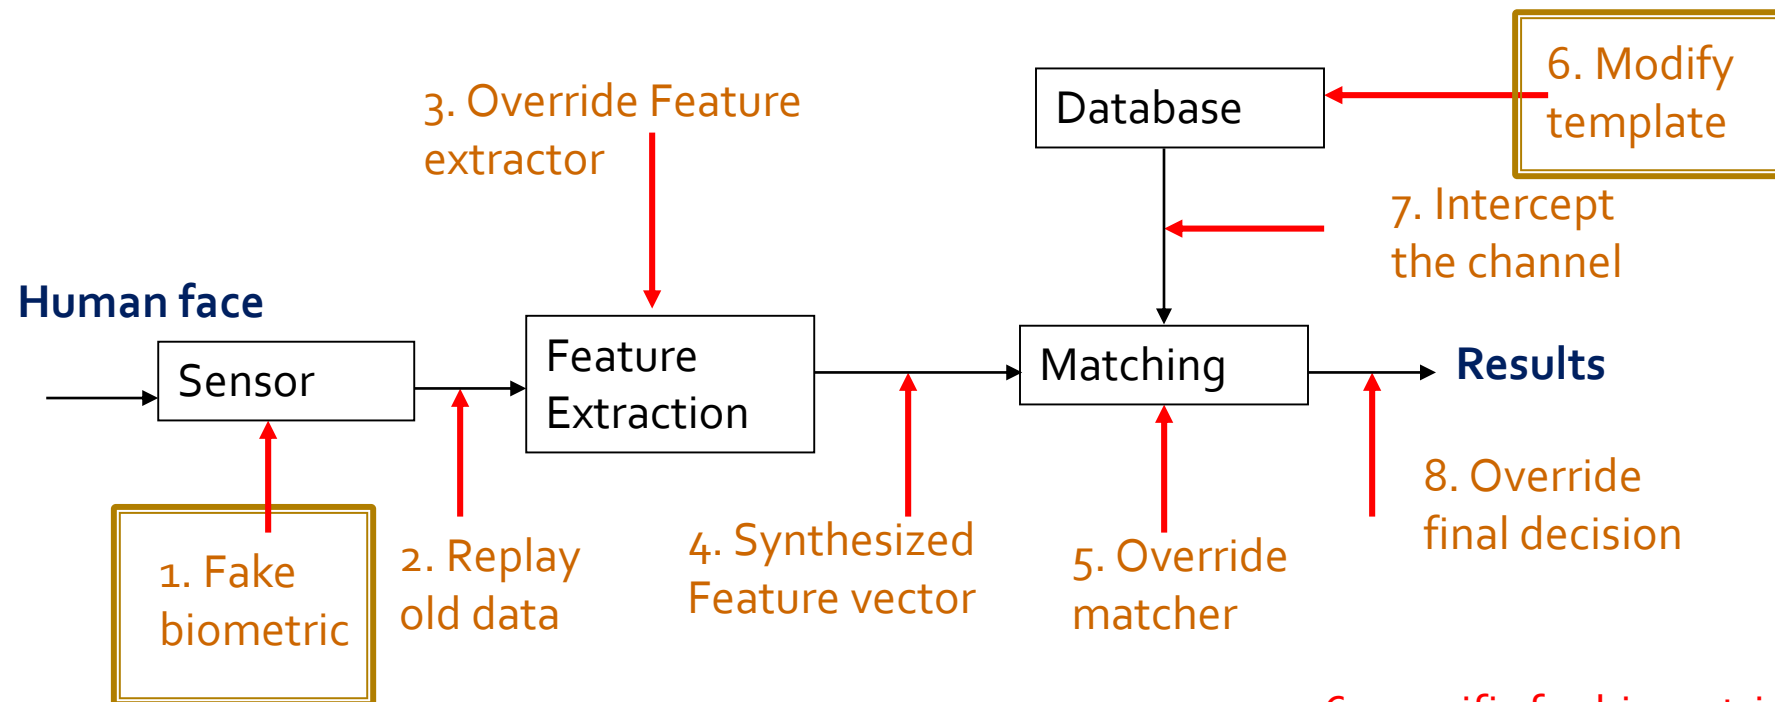 6. Modify
template
3. Override Feature
extractor
Database
7. Intercept
the channel
Human face
Sensor
Feature
Extraction
Matching
Results
1. Fake
biometric
2. Replay
old data
4. Synthesized
Feature vector
5. Override
matcher
8. Override
final decision